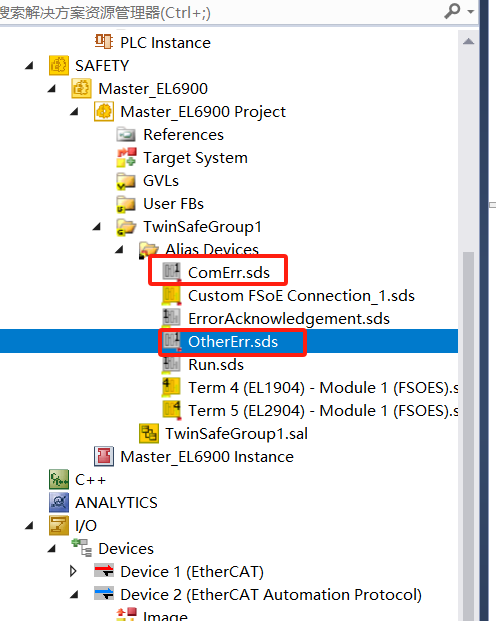 搜索解决方案资源管理器(Ctrl+;)
PLC Instance
SAFETY
Master_EL6900
Master_EL6900 Project
References
Target System
GVLs
User FBs
TwinSafeGroup1
Alias Devices
ComErr.sds
Custom FSoE Connection_1.sds
ErrorAcknowledgement.sds
OtherErr.sds
Run.sds
Term 4 (EL1904) - Module 1 (FSOES).s
Term 5 (EL2904) - Module 1 (FSOES).s
TwinSafeGroup1.sal
Master_EL6900 Instance
C++
ANALYTICS
I/O
Devices
Device 1 (EtherCAT)
Device 2 (EtherCAT Automation Protocol)
Image